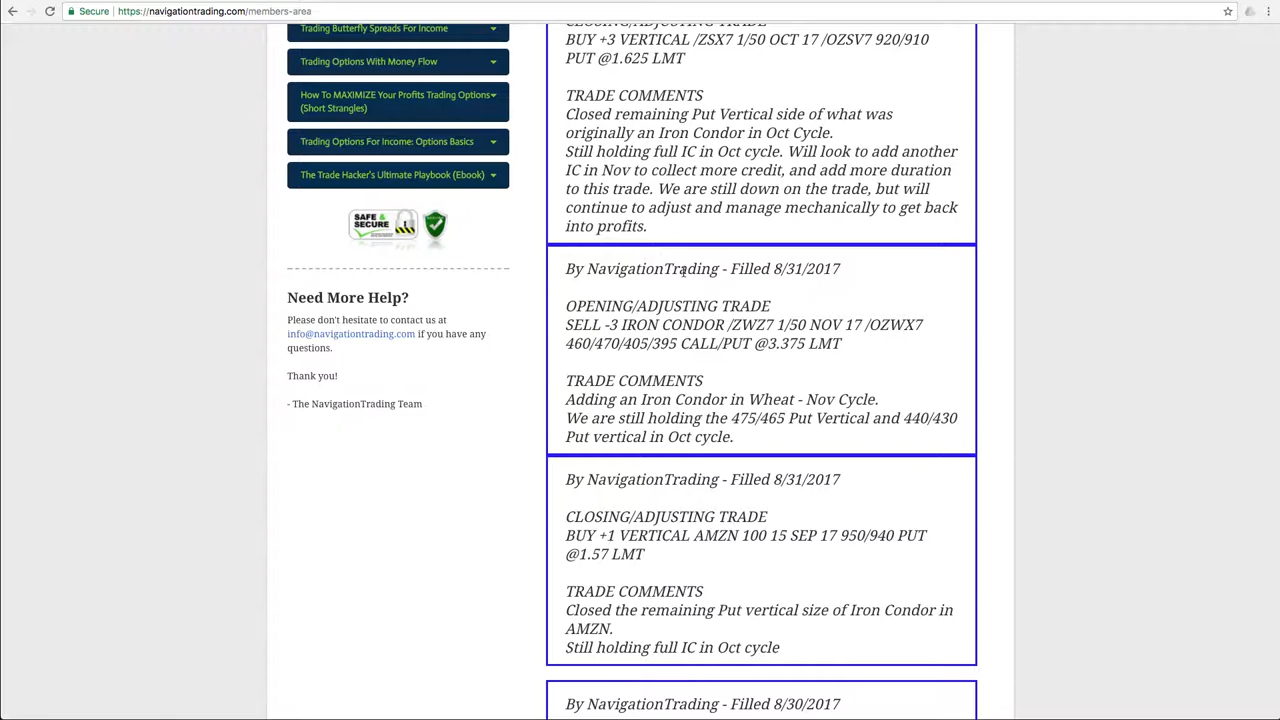 Secure
https://navigationtrading.com/members-area
Trading Butterfly Spreads For Income
Trading Options With Money Flow
How To MAXIMIZE Your Profits Trading Options
(Short Strangles)
Trading Options For Income: Options Basics
The Trade Hacker's Ultimate Playbook (Ebook)
SAFE &
SECURE
Need More Help?
Please don't hesitate to contact us at
info@navigationtrading.com if you have any
questions.
Thank you!
- The NavigationTrading Team
CLOSING/ADJUSTING TRADE
BUY +3 VERTICAL /ZSX7 1/50 OCT 17 /OZSV7 920/910
PUT @1.625 LMT
TRADE COMMENTS
Closed remaining Put Vertical side of what was
originally an Iron Condor in Oct Cycle.
Still holding full IC in Oct cycle. Will look to add another
IC in Nov to collect more credit, and add more duration
to this trade. We are still down on the trade, but will
continue to adjust and manage mechanically to get back
into profits.
By NavigationTrading - Filled 8/31/2017
OPENING/ADJUSTING TRADE
SELL -3 IRON CONDOR /ZWZ7 1/50 NOV 17 /OZWX7
460/470/405/395 CALL/PUT @3.375 LMT
TRADE COMMENTS
Adding an Iron Condor in Wheat - Nov Cycle.
We are still holding the 475/465 Put Vertical and 440/430
Put vertical in Oct cycle.
By NavigationTrading - Filled 8/31/2017
CLOSING/ADJUSTING TRADE
BUY +1 VERTICAL AMZN 100 15 SEP 17 950/940 PUT
@1.57 LMT
TRADE COMMENTS
Closed the remaining Put vertical size of Iron Condor in
AMZN.
Still holding full IC in Oct cycle
By NavigationTrading - Filled 8/30/2017